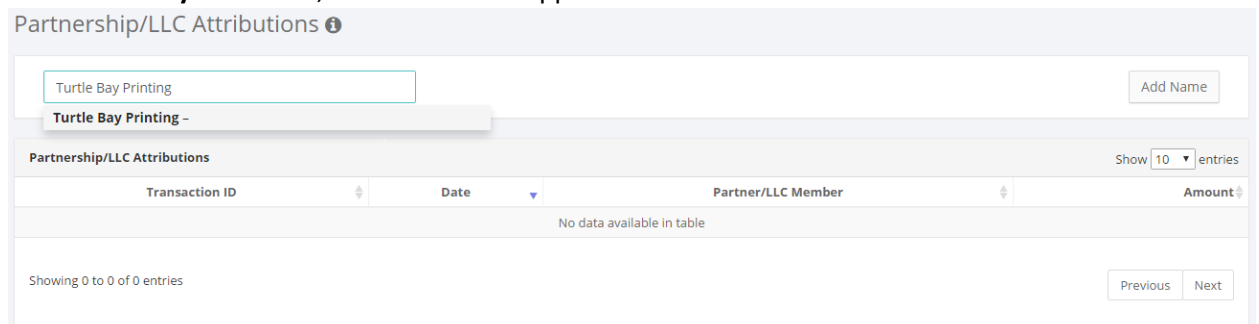 Partnership/LLC Attributions
Turtle Bay Printing
Add Name
Turtle Bay Printing –
Partnership/LLC Attributions
Show 10 entries
Transaction ID Date Partner/LLC Member Amount
No data available in table
Showing 0 to 0 of 0 entries
Previous Next